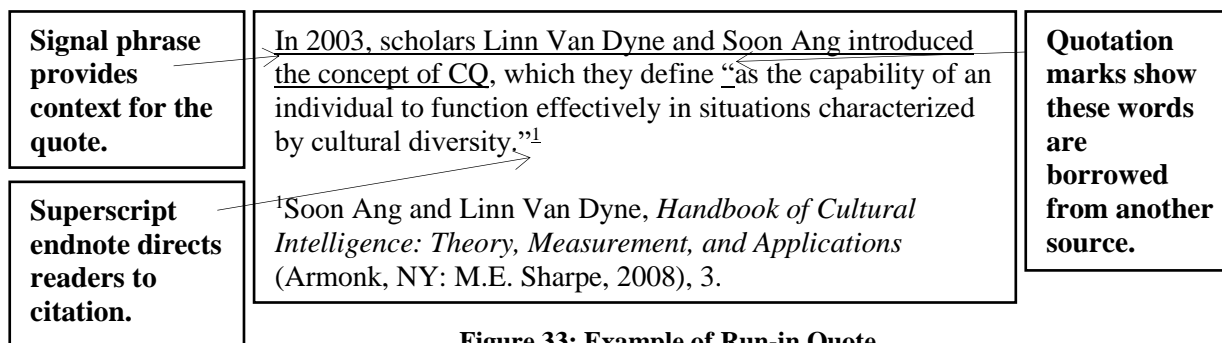 Signal phrase
provides
context for the
quote.
Superscript
endnote directs
readers to
citation.
In 2003, scholars Linn Van Dyne and Soon Ang introduced
the concept of CQ, which they define “as the capability of an
individual to function effectively in situations characterized
by cultural diversity.”1
1Soon Ang and Linn Van Dyne, Handbook of Cultural
Intelligence: Theory, Measurement, and Applications
(Armonk, NY: M.E. Sharpe, 2008), 3.
Quotation
marks show
these words
are
borrowed
from another
source.
Figure 33: Example of Run-in Quote